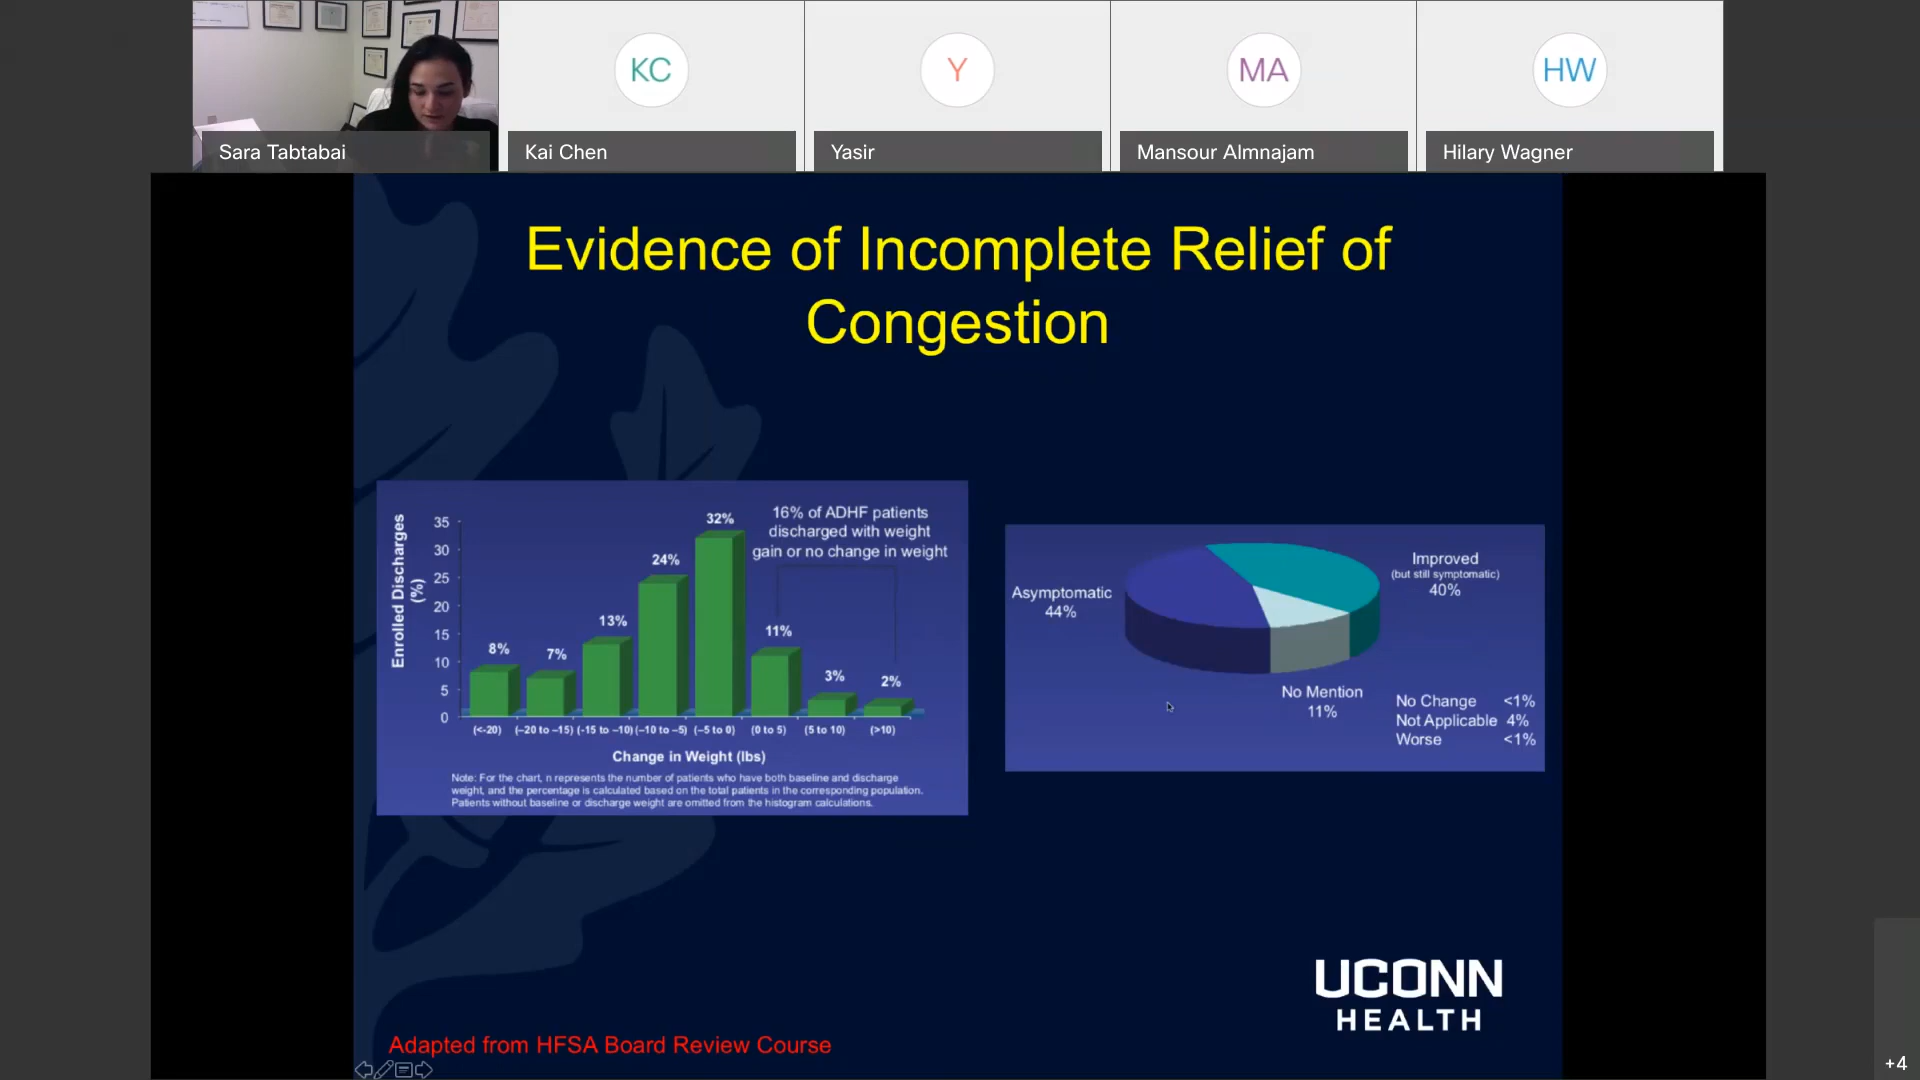 KC
Y
MA
HW
Sara Tabtabai
Kai Chen
Yasir
Mansour Almnajam
Hilary Wagner
Evidence of Incomplete Relief of
Congestion
Enrolled Discharges
(%)
35
30
25
20
15
10
5
0
8%
7%
13%
24%
32%
11%
3%
2%
16% of ADHF patients
discharged with weight
gain or no change in weight
(<-20)
(–20 to –15)
(-15 to –10)
(–10 to –5)
(–5 to 0)
(0 to 5)
(5 to 10)
(>10)
Change in Weight (lbs)
Note: For the chart, n represents the number of patients who have both baseline and discharge
weight, and the percentage is calculated based on the total patients in the corresponding population.
Patients without baseline or discharge weight are omitted from the histogram calculations.
Asymptomatic
44%
Improved
(but still symptomatic)
40%
No Mention
11%
No Change <1%
Not Applicable 4%
Worse <1%
UCONN
HEALTH
Adapted from HFSA Board Review Course
+4